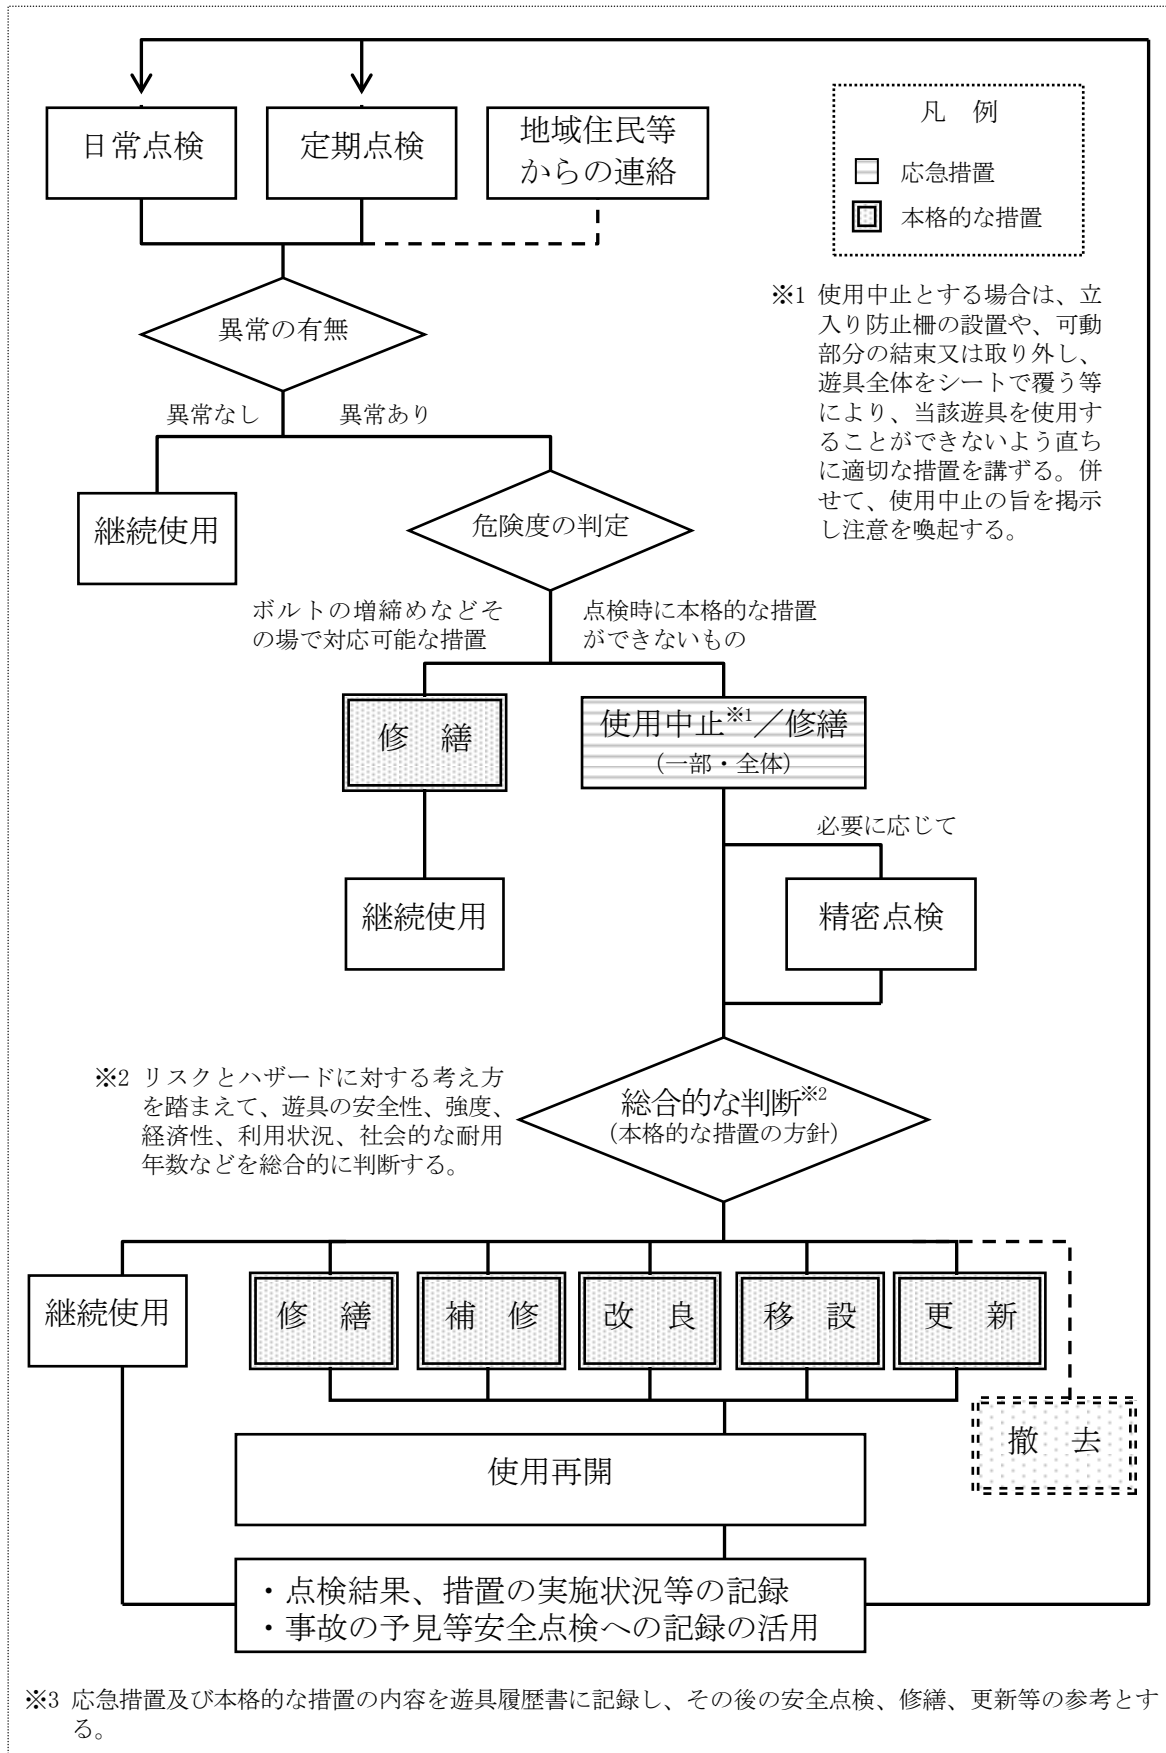 日常点検
定期点検
地域住民等
からの連絡
凡　例
応急措置
本格的な措置
※1 使用中止とする場合は、立
入り防止柵の設置や、可動
部分の結束又は取り外し、
遊具全体をシートで覆う等
により、当該遊具を使用す
ることができないよう直ち
に適切な措置を講ずる。併
せて、使用中止の旨を掲示
し注意を喚起する。
異常の有無
異常なし
異常あり
継続使用
危険度の判定
ボルトの増締めなどそ
の場で対応可能な措置
点検時に本格的な措置
ができないもの
修　繕
使用中止※1／修繕
（一部・全体）
必要に応じて
継続使用
精密点検
※2 リスクとハザードに対する考え方
を踏まえて、遊具の安全性、強度、
経済性、利用状況、社会的な耐用
年数などを総合的に判断する。
総合的な判断※2
（本格的な措置の方針）
継続使用
修　繕
補　修
改　良
移　設
更　新
撤　去
使用再開
・点検結果、措置の実施状況等の記録
・事故の予見等安全点検への記録の活用
※3 応急措置及び本格的な措置の内容を遊具履歴書に記録し、その後の安全点検、修繕、更新等の参考とす
る。